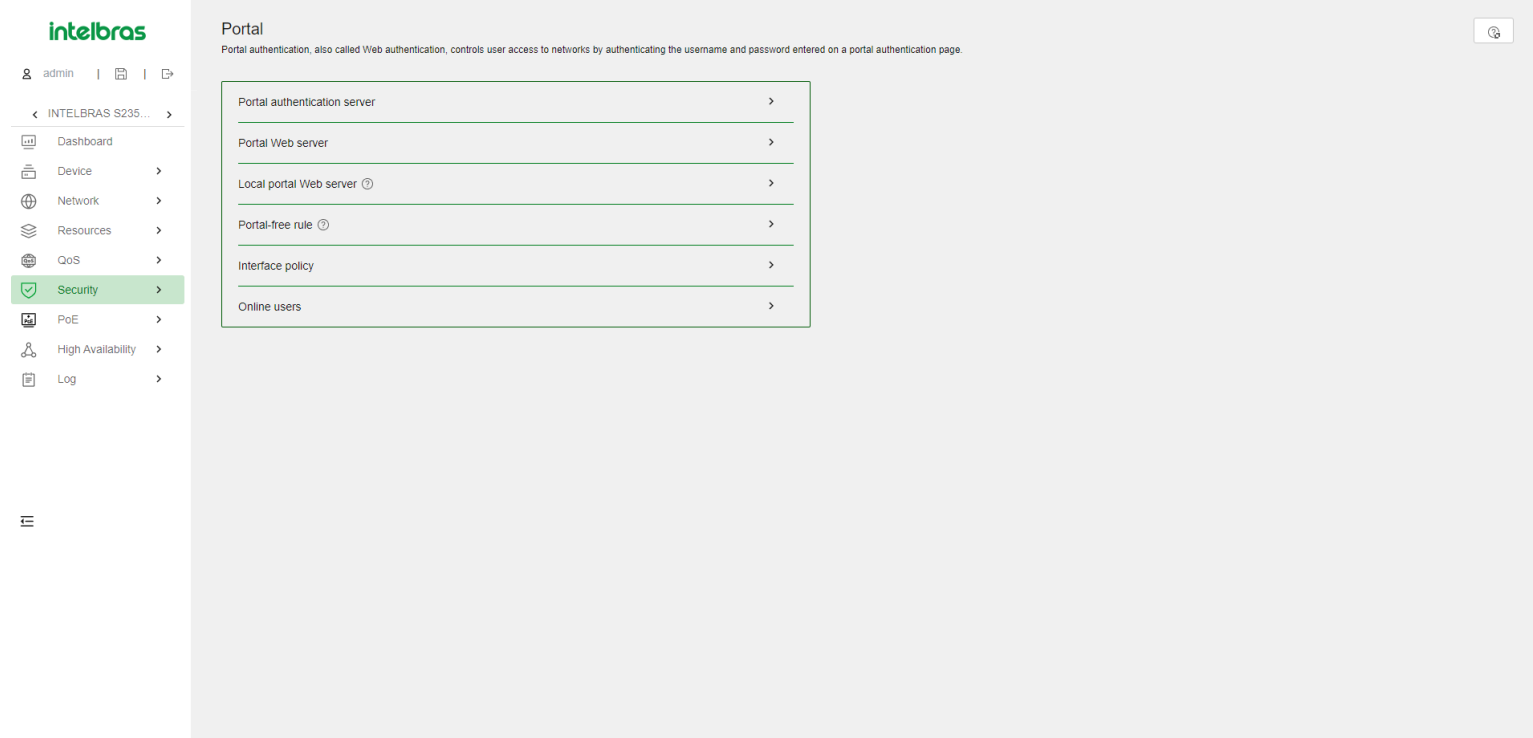 intelbras
Portal
Portal authentication, also called Web authentication, controls user access to networks by authenticating the username and password entered on a portal authentication page.
admin | |
INTELBRAS S235...
Dashboard
Device
Network
Resources
QoS
Security
PoE
High Availability
Log
Portal authentication server
Portal Web server
Local portal Web server ?
Portal-free rule ?
Interface policy
Online users